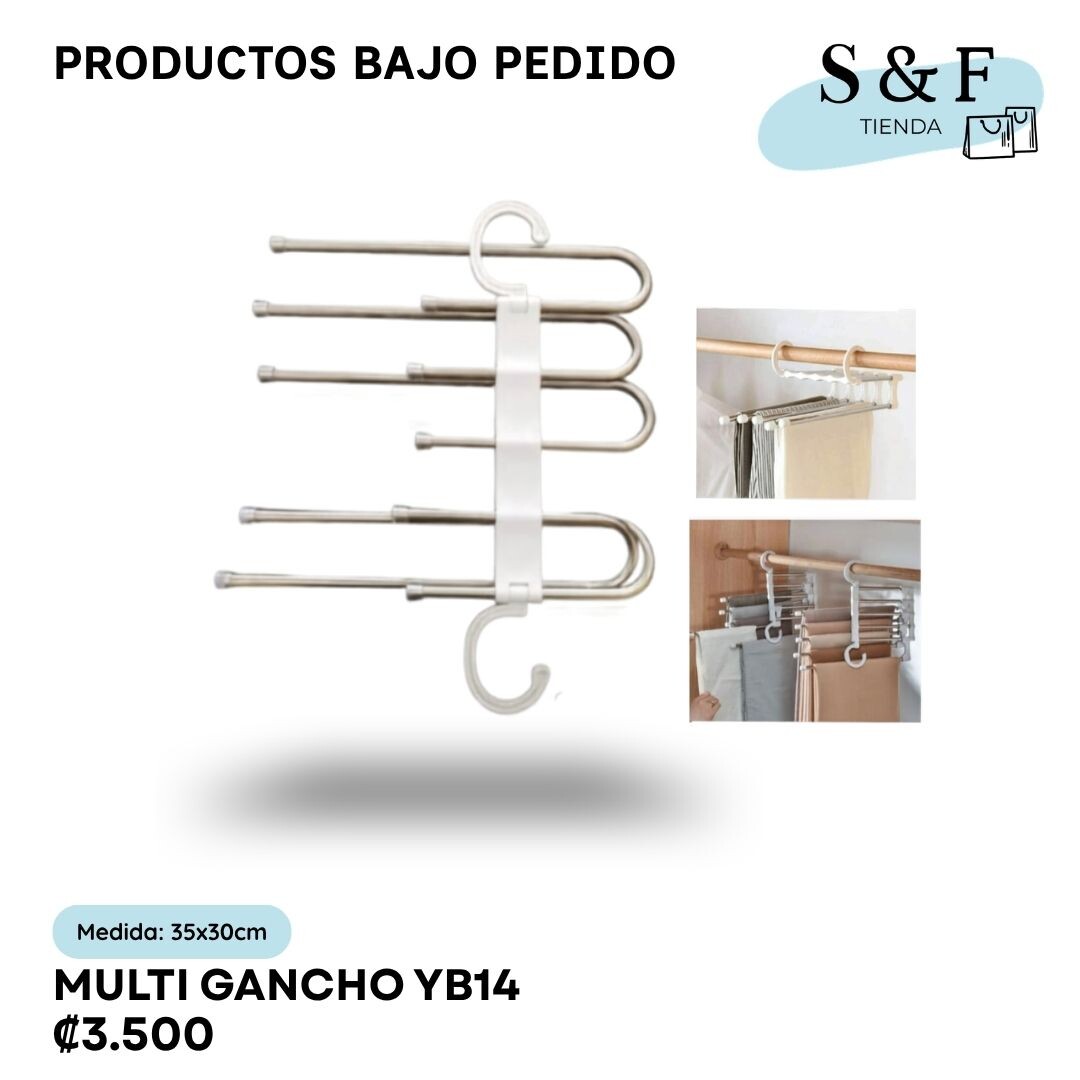 PRODUCTOS BAJO PEDIDO
S & F
TIENDA
Medida: 35x30cm
MULTI GANCHO YB14
₡3.500